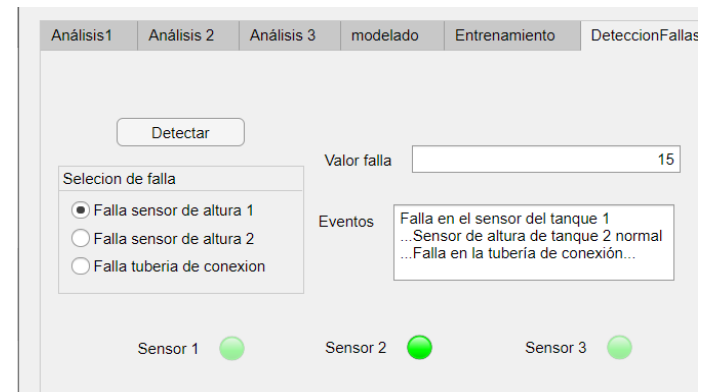 Análisis1 Análisis 2 Análisis 3 modelado Entrenamiento DeteccionFallas
Detectar
Valor falla 15
Selecion de falla
Falla sensor de altura 1
Falla sensor de altura 2
Falla tuberia de conexion
Eventos
Falla en el sensor del tanque 1
...Sensor de altura de tanque 2 normal
...Falla en la tubería de conexión...
Sensor 1 Sensor 2 Sensor 3